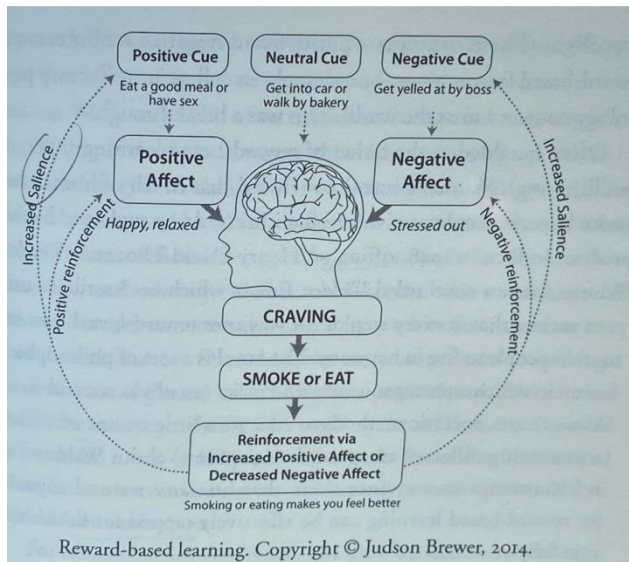 Positive Cue
Neutral Cue
Negative Cue
Eat a good meal or
have sex
Get into car or
walk by bakery
Get yelled at by boss
Positive
Affect
Negative
Affect
Happy, relaxed
Stressed out
Increased Salience
Positive reinforcement
Increased Salience
Negative reinforcement
CRAVING
SMOKE or EAT
Reinforcement via
Increased Positive Affect or
Decreased Negative Affect
Smoking or eating makes you feel better
Reward-based learning. Copyright © Judson Brewer, 2014.